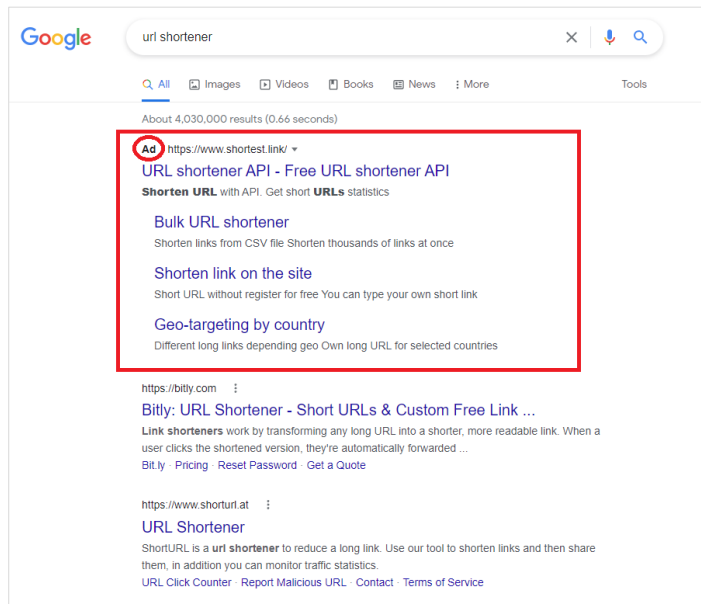 Google
url shortener
All Images Videos Books News More Tools
About 4,030,000 results (0.66 seconds)
Ad https://www.shortest.link/
URL shortener API - Free URL shortener API
Shorten URL with API. Get short URLs statistics
Bulk URL shortener
Shorten links from CSV file Shorten thousands of links at once
Shorten link on the site
Short URL without register for free You can type your own short link
Geo-targeting by country
Different long links depending geo Own long URL for selected countries
https://bitly.com
Bitly: URL Shortener - Short URLs & Custom Free Link ...
Link shorteners work by transforming any long URL into a shorter, more readable link. When a
user clicks the shortened version, they're automatically forwarded ...
Bit.ly · Pricing · Reset Password · Get a Quote
https://www.shorturl.at
URL Shortener
ShortURL is a url shortener to reduce a long link. Use our tool to shorten links and then share
them, in addition you can monitor traffic statistics.
URL Click Counter · Report Malicious URL · Contact · Terms of Service